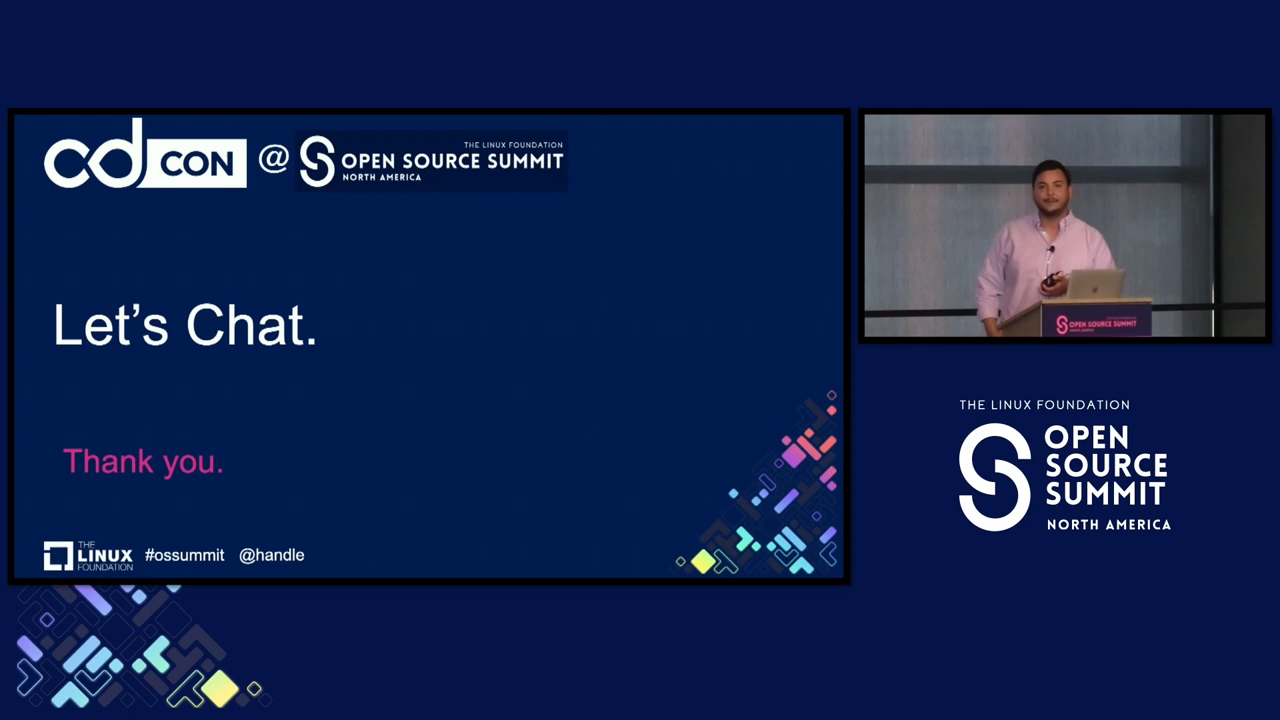 cd CON @ THE LINUX FOUNDATION
OPEN SOURCE SUMMIT
NORTH AMERICA
Let's Chat.
Thank you.
THE
LINUX
FOUNDATION
#ossummit @handle
OPEN SOURCE SUMMIT
THE LINUX FOUNDATION
OPEN
SOURCE
SUMMIT
NORTH AMERICA